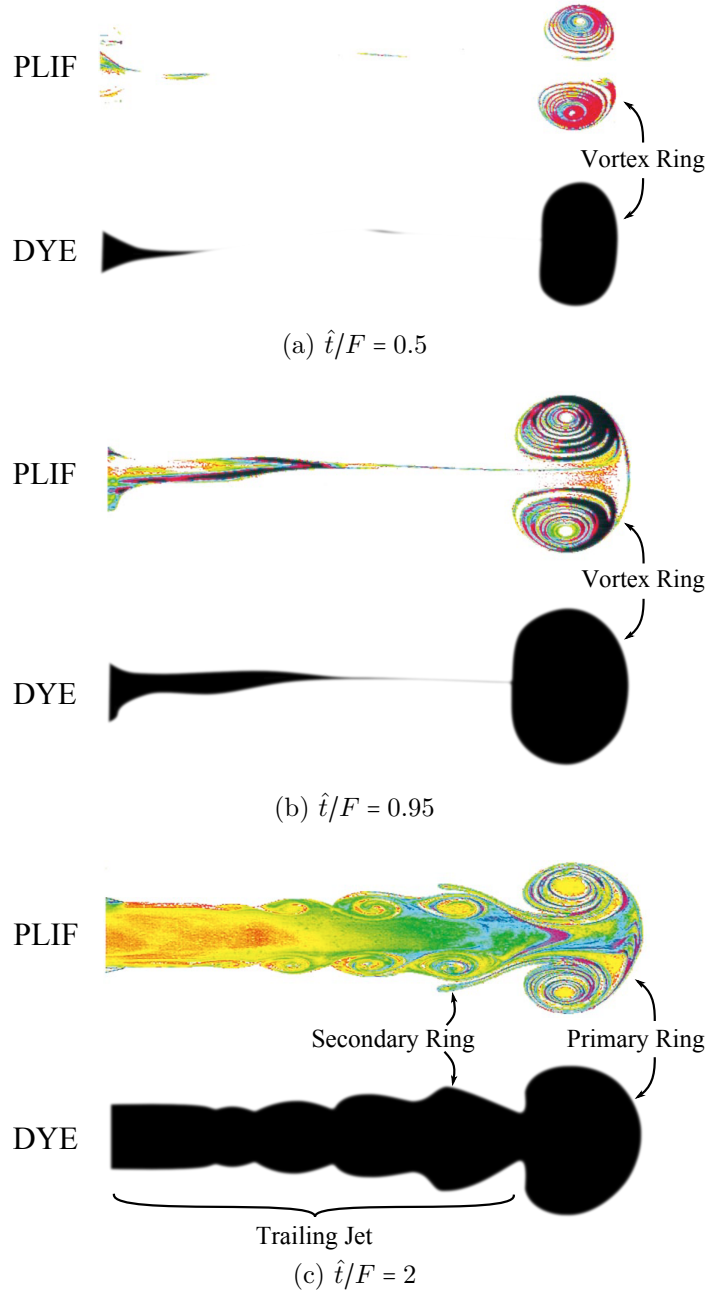 PLIF
Vortex Ring
DYE
(a) t̂/F = 0.5
PLIF
Vortex Ring
DYE
(b) t̂/F = 0.95
PLIF
Secondary Ring
Primary Ring
DYE
Trailing Jet
(c) t̂/F = 2